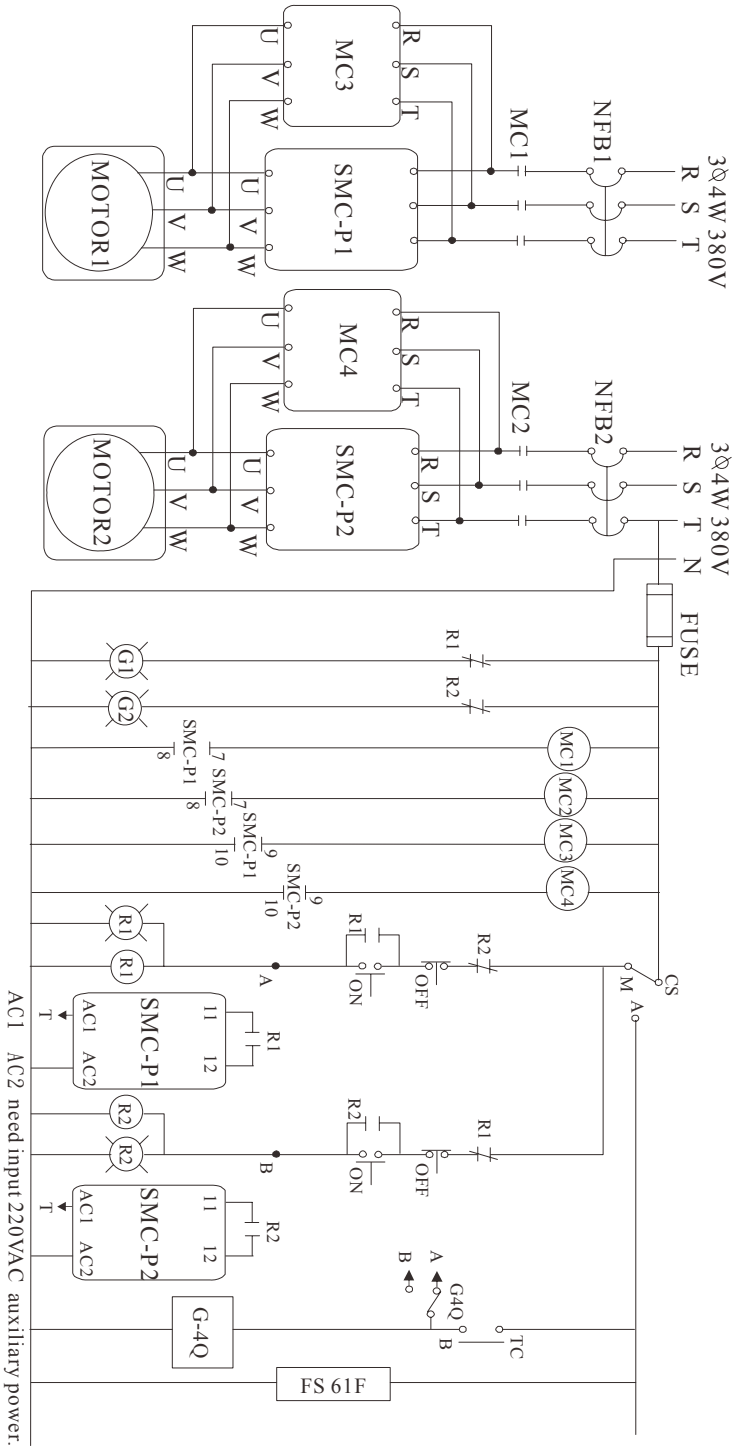 3Ø4W 380V
R S T
NFB1
MC1
R S T
MC3
U V W
SMC-P1
U V W
U V W
MOTOR1
3Ø4W 380V
R S T N
NFB2
MC2
R S T
MC4
U V W
R S T
SMC-P2
U V W
U V W
MOTOR2
FUSE
R1
G1
R2
G2
MC1
7
SMC-P1
8
MC2
7
SMC-P2
8
MC3
9
SMC-P1
10
MC4
9
SMC-P2
10
CS
M A
R2
OFF
R1
ON
A
R1
R1
R1
11 12
SMC-P1
AC1 AC2
T
R1
OFF
R2
ON
B
R2
R2
R2
11 12
SMC-P2
AC1 AC2
T
TC
G4Q
A
B
B
G-4Q
FS 61F
AC1 AC2 need input 220VAC auxiliary power.